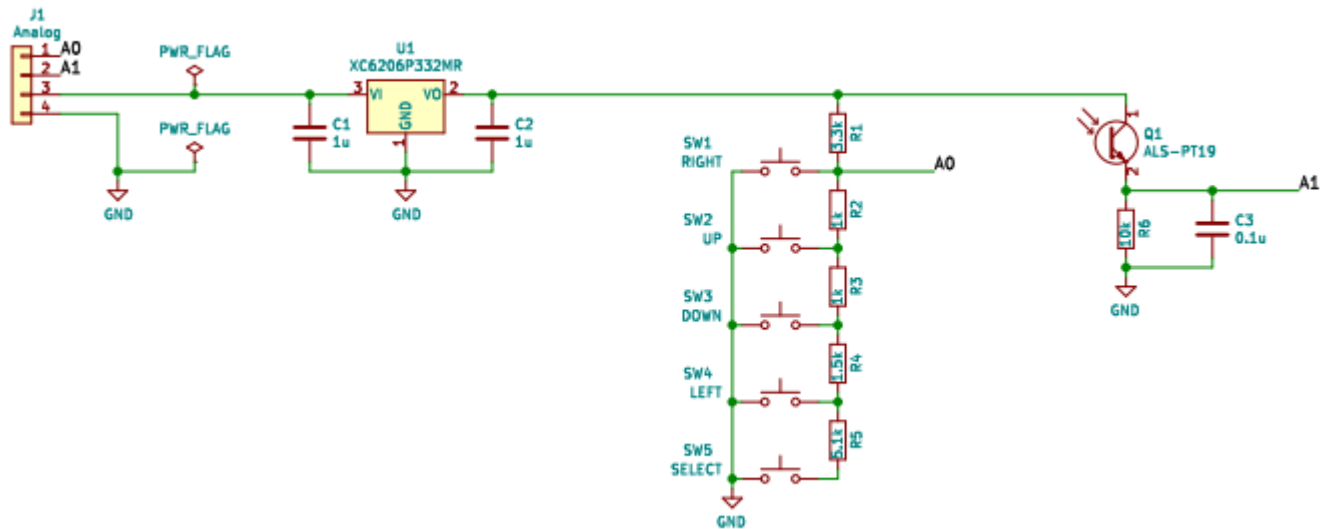 J1
Analog
1 A0
2 A1
3
4
PWR_FLAG
PWR_FLAG
GND
C1
1u
U1
XC6206P332MR
3 VI
VO 2
GND
1
GND
C2
1u
3.3k R1
SW1
RIGHT
A0
1k R2
SW2
UP
1k R3
SW3
DOWN
1.5k R4
SW4
LEFT
5.1k R5
SW5
SELECT
GND
1
Q1
ALS-PT19
2
A1
10k R6
C3
0.1u
GND